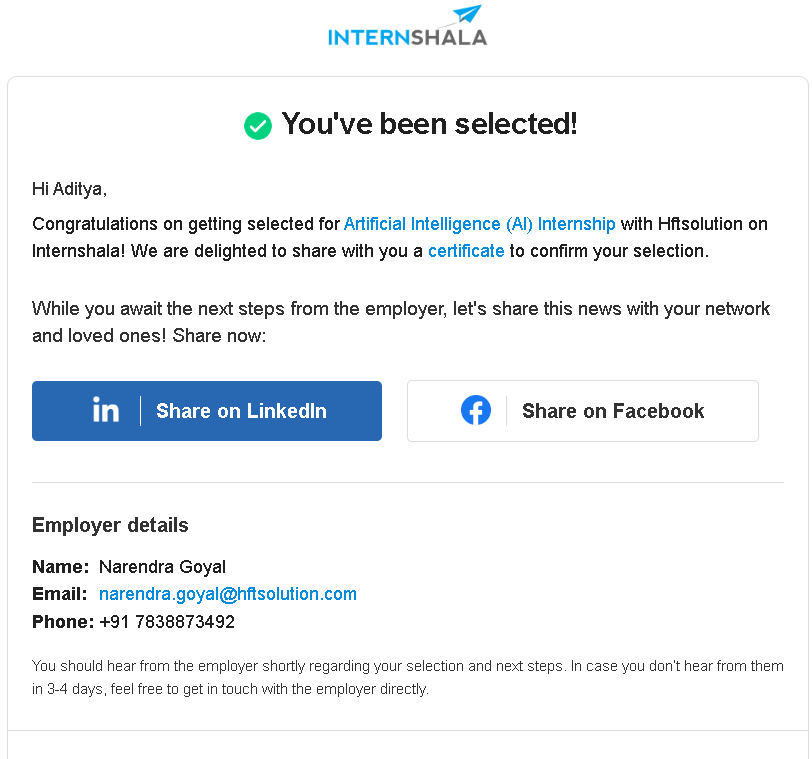 INTERNSHALA
You've been selected!
Hi Aditya,
Congratulations on getting selected for Artificial Intelligence (AI) Internship with Hftsolution on
Internshala! We are delighted to share with you a certificate to confirm your selection.
While you await the next steps from the employer, let's share this news with your network
and loved ones! Share now:
in Share on LinkedIn
f Share on Facebook
Employer details
Name: Narendra Goyal
Email: narendra.goyal@hftsolution.com
Phone: +91 7838873492
You should hear from the employer shortly regarding your selection and next steps. In case you don't hear from them
in 3-4 days, feel free to get in touch with the employer directly.